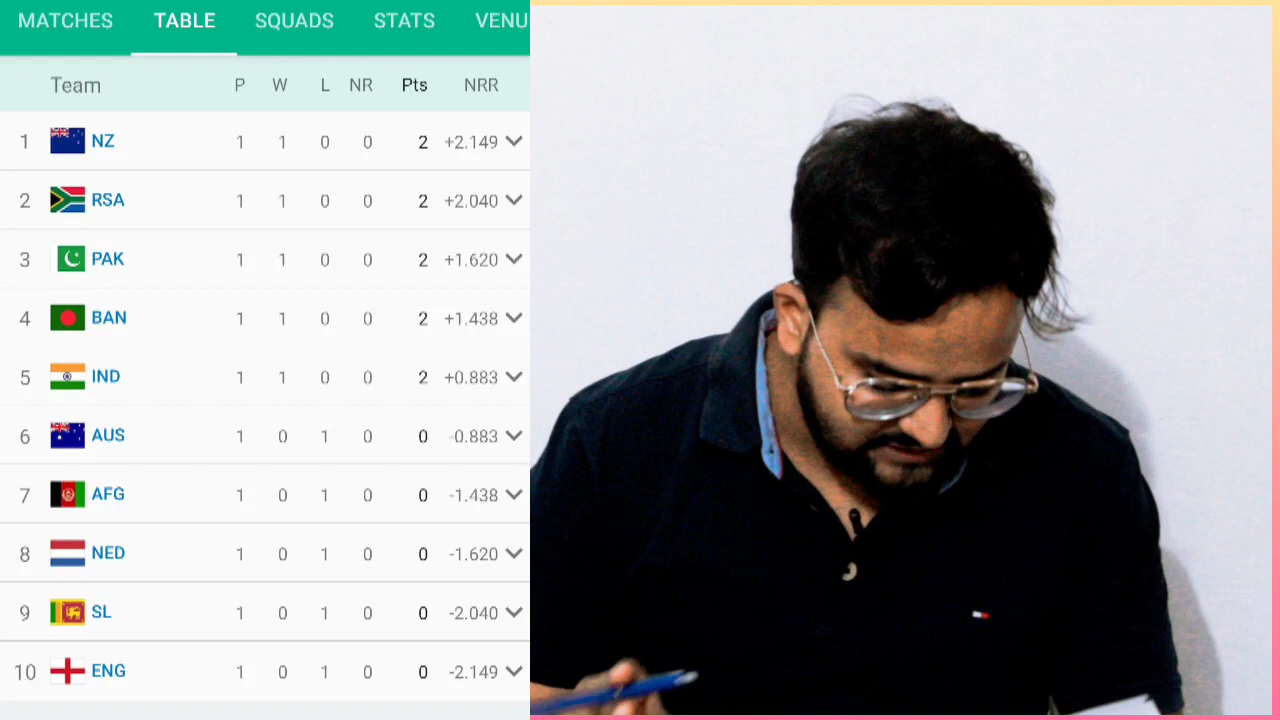 MATCHES TABLE SQUADS STATS VENU
Team P W L NR Pts NRR
1 NZ 1 1 0 0 2 +2.149
2 RSA 1 1 0 0 2 +2.040
3 PAK 1 1 0 0 2 +1.620
4 BAN 1 1 0 0 2 +1.438
5 IND 1 1 0 0 2 +0.883
6 AUS 1 0 1 0 0 -0.883
7 AFG 1 0 1 0 0 -1.438
8 NED 1 0 1 0 0 -1.620
9 SL 1 0 1 0 0 -2.040
10 ENG 1 0 1 0 0 -2.149